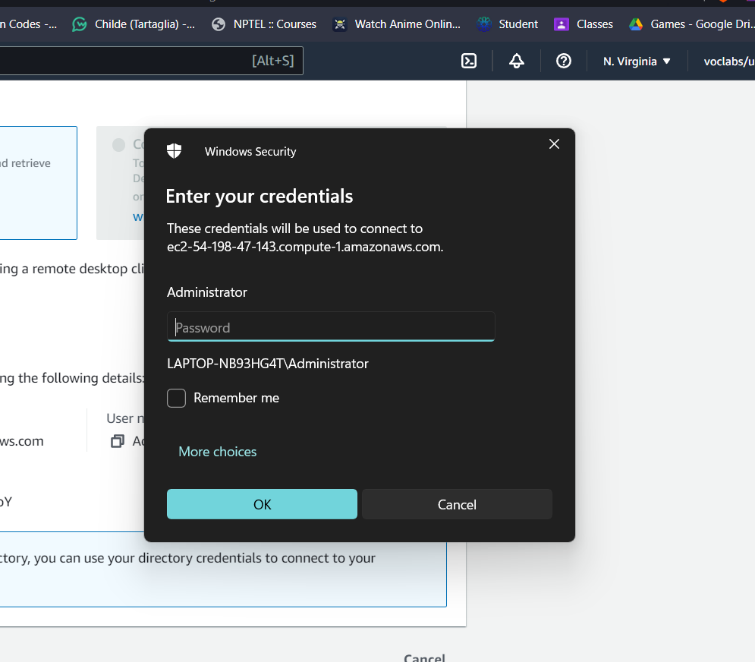 n Codes -...
Childe (Tartaglia) -...
NPTEL :: Courses
Watch Anime Onlin...
Student
Classes
Games - Google Dri...
[Alt+S]
N. Virginia
voclabs/u
nd retrieve
Windows Security
Enter your credentials
These credentials will be used to connect to
ec2-54-198-47-143.compute-1.amazonaws.com.
ing a remote desktop cli
Administrator
Password
LAPTOP-NB93HG4T\Administrator
ng the following details:
Remember me
User n
ws.com
More choices
oY
OK
Cancel
ctory, you can use your directory credentials to connect to your
Cancel